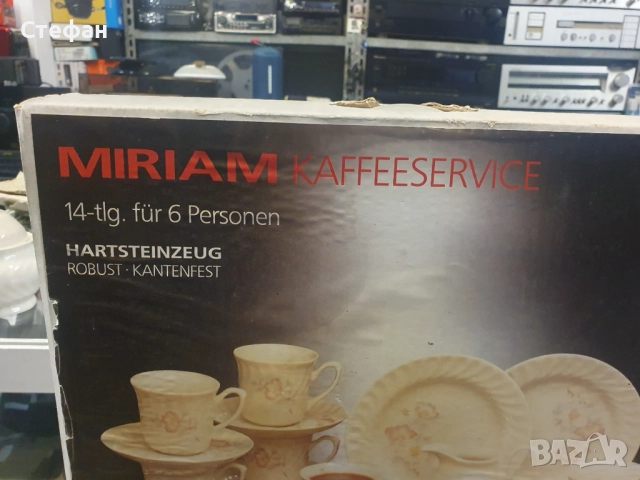 Стефан
MIRIAM KAFFEESERVICE
14-tlg. für 6 Personen
HARTSTEINZEUG
ROBUST · KANTENFEST
BAZAR